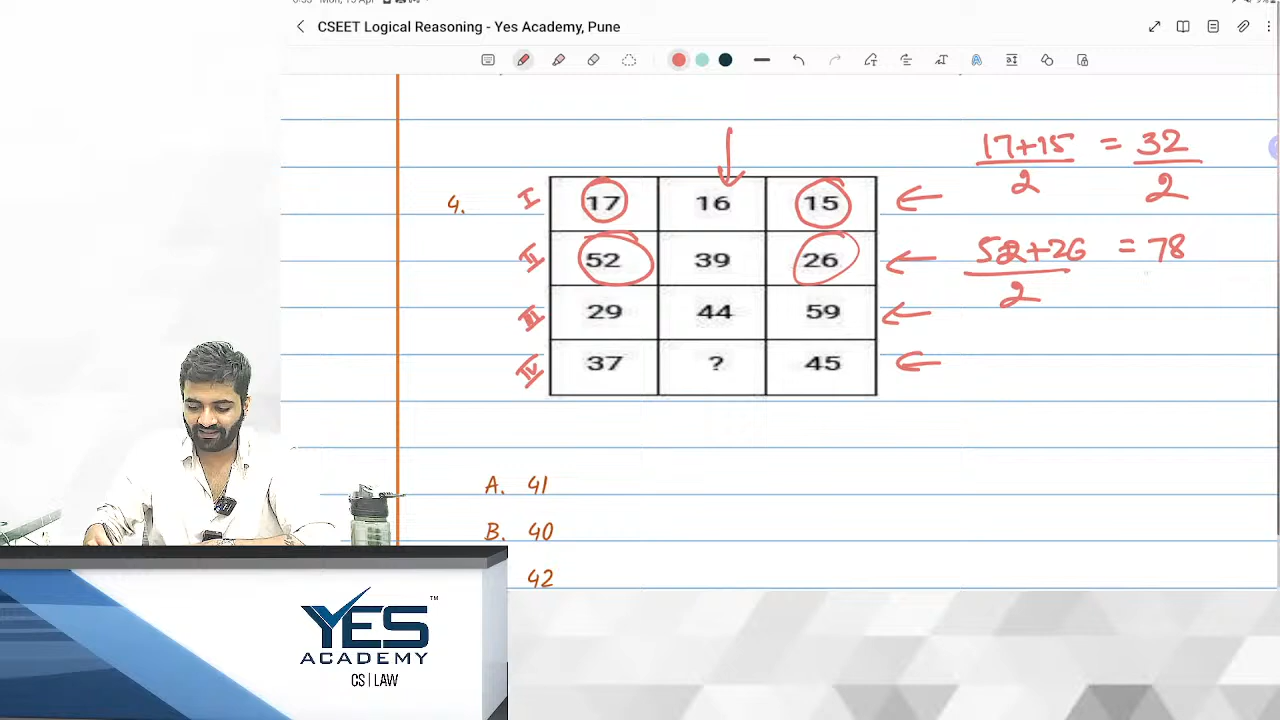 CSEET Logical Reasoning - Yes Academy, Pune
17+15 = 32
2 2
4. I 17 16 15
II 52 39 26
52+26 = 78
2
III 29 44 59
IV 37 ? 45
A. 41
B. 40
42
YES™
ACADEMY
CS | LAW